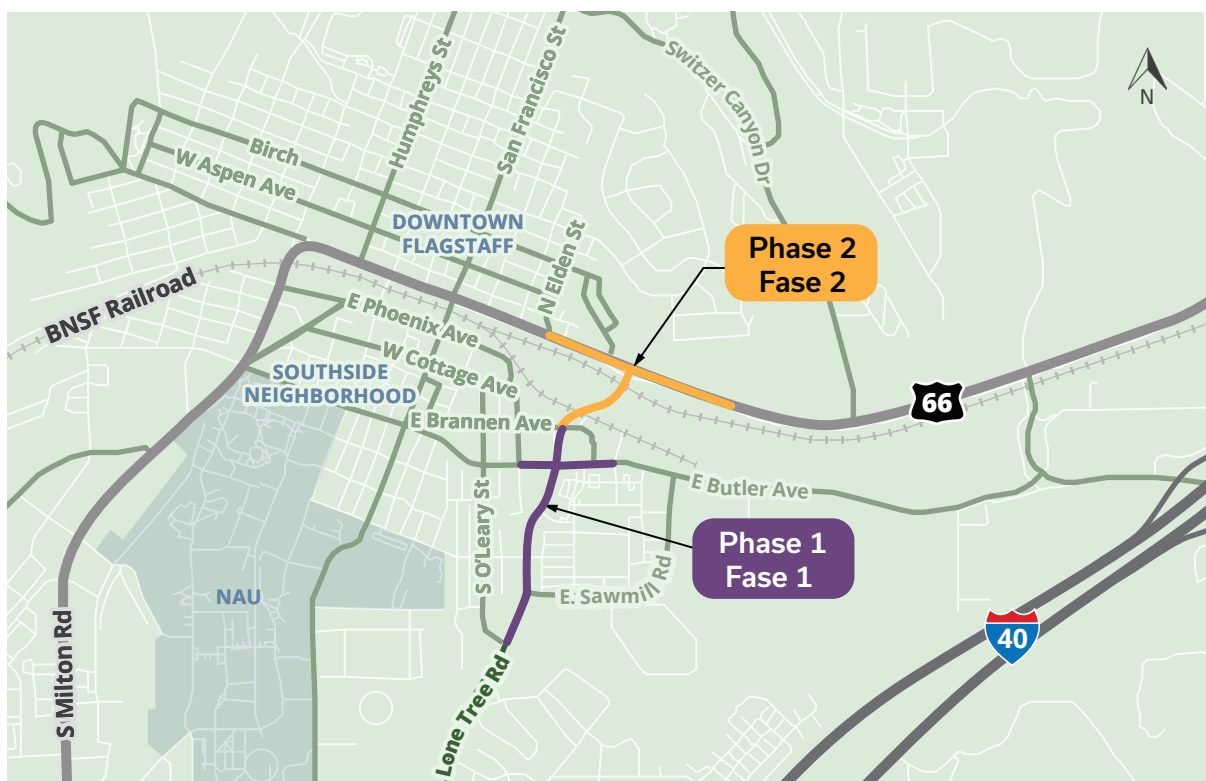 Switzer Canyon Dr
Humphreys St
San Francisco St
N
Birch
W Aspen Ave
DOWNTOWN
FLAGSTAFF
N Elden St
Phase 2
Fase 2
BNSF Railroad
E Phoenix Ave
W Cottage Ave
SOUTHSIDE
NEIGHBORHOOD
66
E Brannen Ave
E Butler Ave
S O'Leary St
Phase 1
Fase 1
E. Sawmill Rd
NAU
40
S Milton Rd
Lone Tree Rd